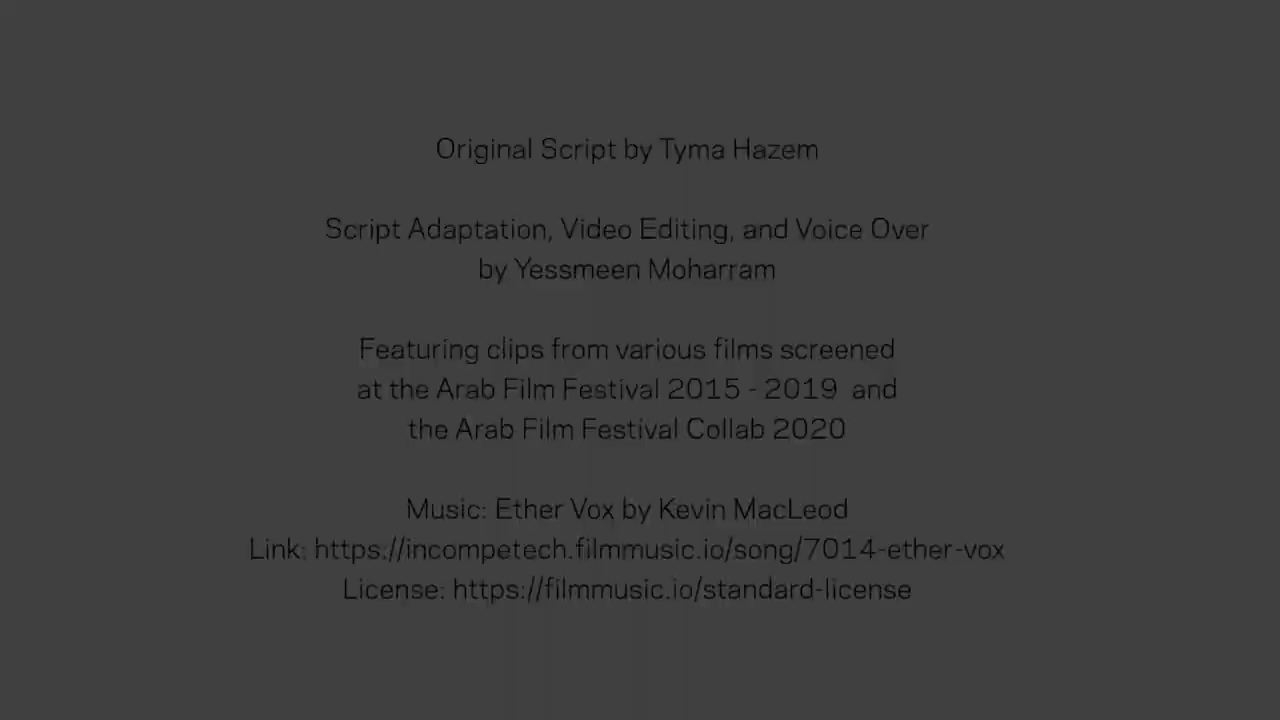 Original Script by Tyma Hazem
Script Adaptation, Video Editing, and Voice Over
by Yessmeen Moharram
Featuring clips from various films screened
at the Arab Film Festival 2015 - 2019 and
the Arab Film Festival Collab 2020
Music: Ether Vox by Kevin MacLeod
Link: https://incompetech.filmmusic.io/song/7014-ether-vox
License: https://filmmusic.io/standard-license